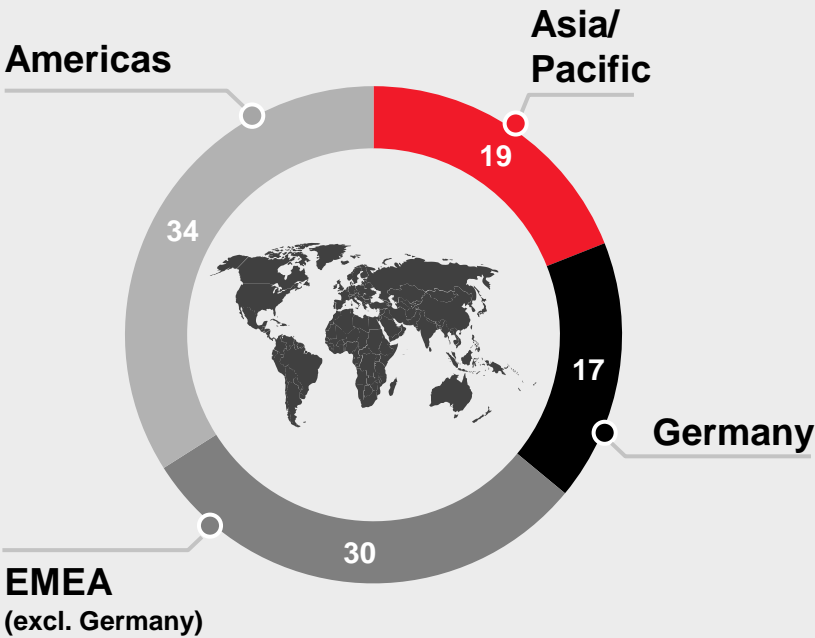 Americas
Asia/
Pacific
19
34
17
Germany
30
EMEA
(excl. Germany)